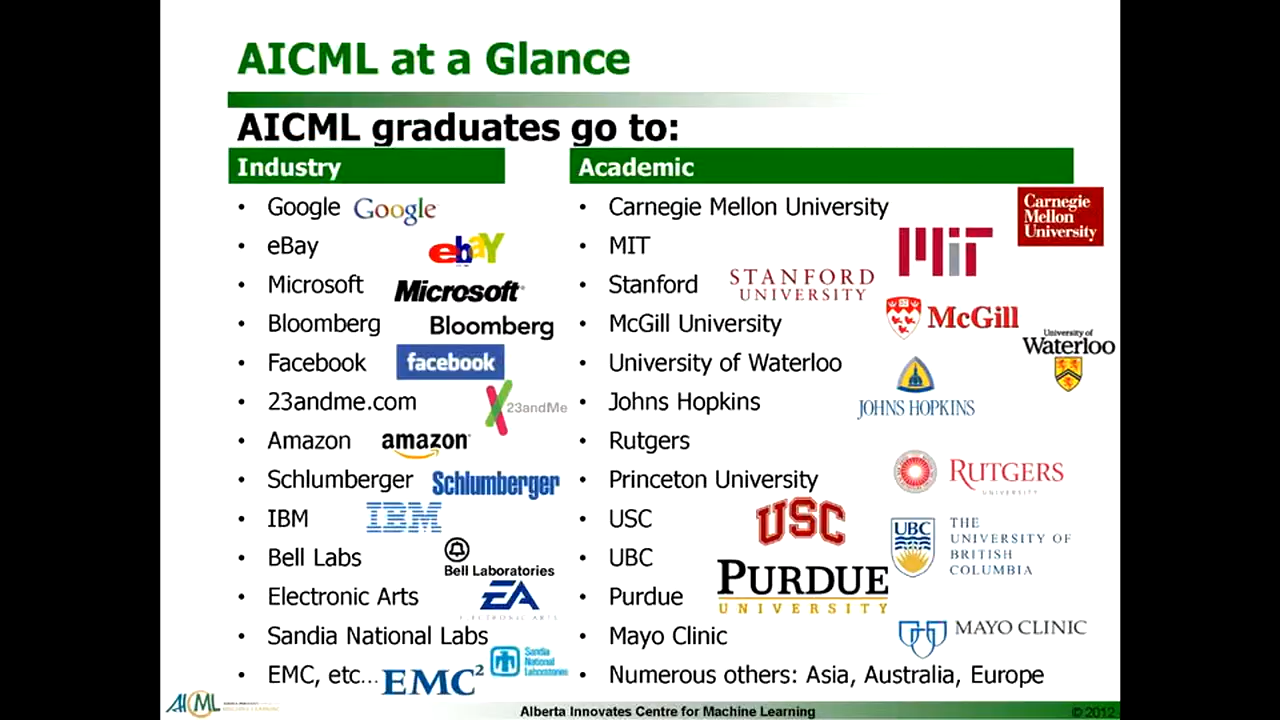 AICML at a Glance
AICML graduates go to:
Industry
• Google Google
• eBay ebaY
• Microsoft Microsoft
• Bloomberg Bloomberg
• Facebook facebook
• 23andme.com 23andMe
• Amazon amazon
• Schlumberger Schlumberger
• IBM IBM
• Bell Labs
Bell Laboratories
• Electronic Arts EA
ELECTRONIC ARTS
• Sandia National Labs
Sandia
National
Laboratories
• EMC, etc... EMC²
Academic
• Carnegie Mellon University
Carnegie
Mellon
University
• MIT MIT
• Stanford
STANFORD
UNIVERSITY
• McGill University McGill
• University of Waterloo
University of
Waterloo
• Johns Hopkins
JOHNS HOPKINS
• Rutgers
• Princeton University
RUTGERS
UNIVERSITY
• USC USC
• UBC
UBC
THE
UNIVERSITY OF
BRITISH
COLUMBIA
• Purdue
PURDUE
UNIVERSITY
• Mayo Clinic MAYO CLINIC
• Numerous others: Asia, Australia, Europe
AICML
Alberta Innovates Centre for Machine Learning
© 2012